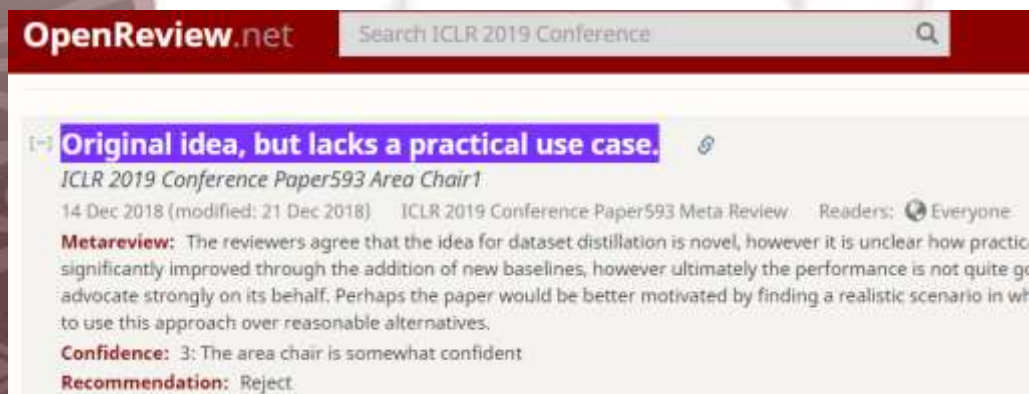 OpenReview.net
Search ICLR 2019 Conference
[-] Original idea, but lacks a practical use case.
ICLR 2019 Conference Paper593 Area Chair1
14 Dec 2018 (modified: 21 Dec 2018) ICLR 2019 Conference Paper593 Meta Review Readers: Everyone
Metareview: The reviewers agree that the idea for dataset distillation is novel, however it is unclear how
significantly improved through the addition of new baselines, however ultimately the performance is not quite
advocate strongly on its behalf. Perhaps the paper would be better motivated by finding a realistic scenario in
to use this approach over reasonable alternatives.
Confidence: 3: The area chair is somewhat confident
Recommendation: Reject